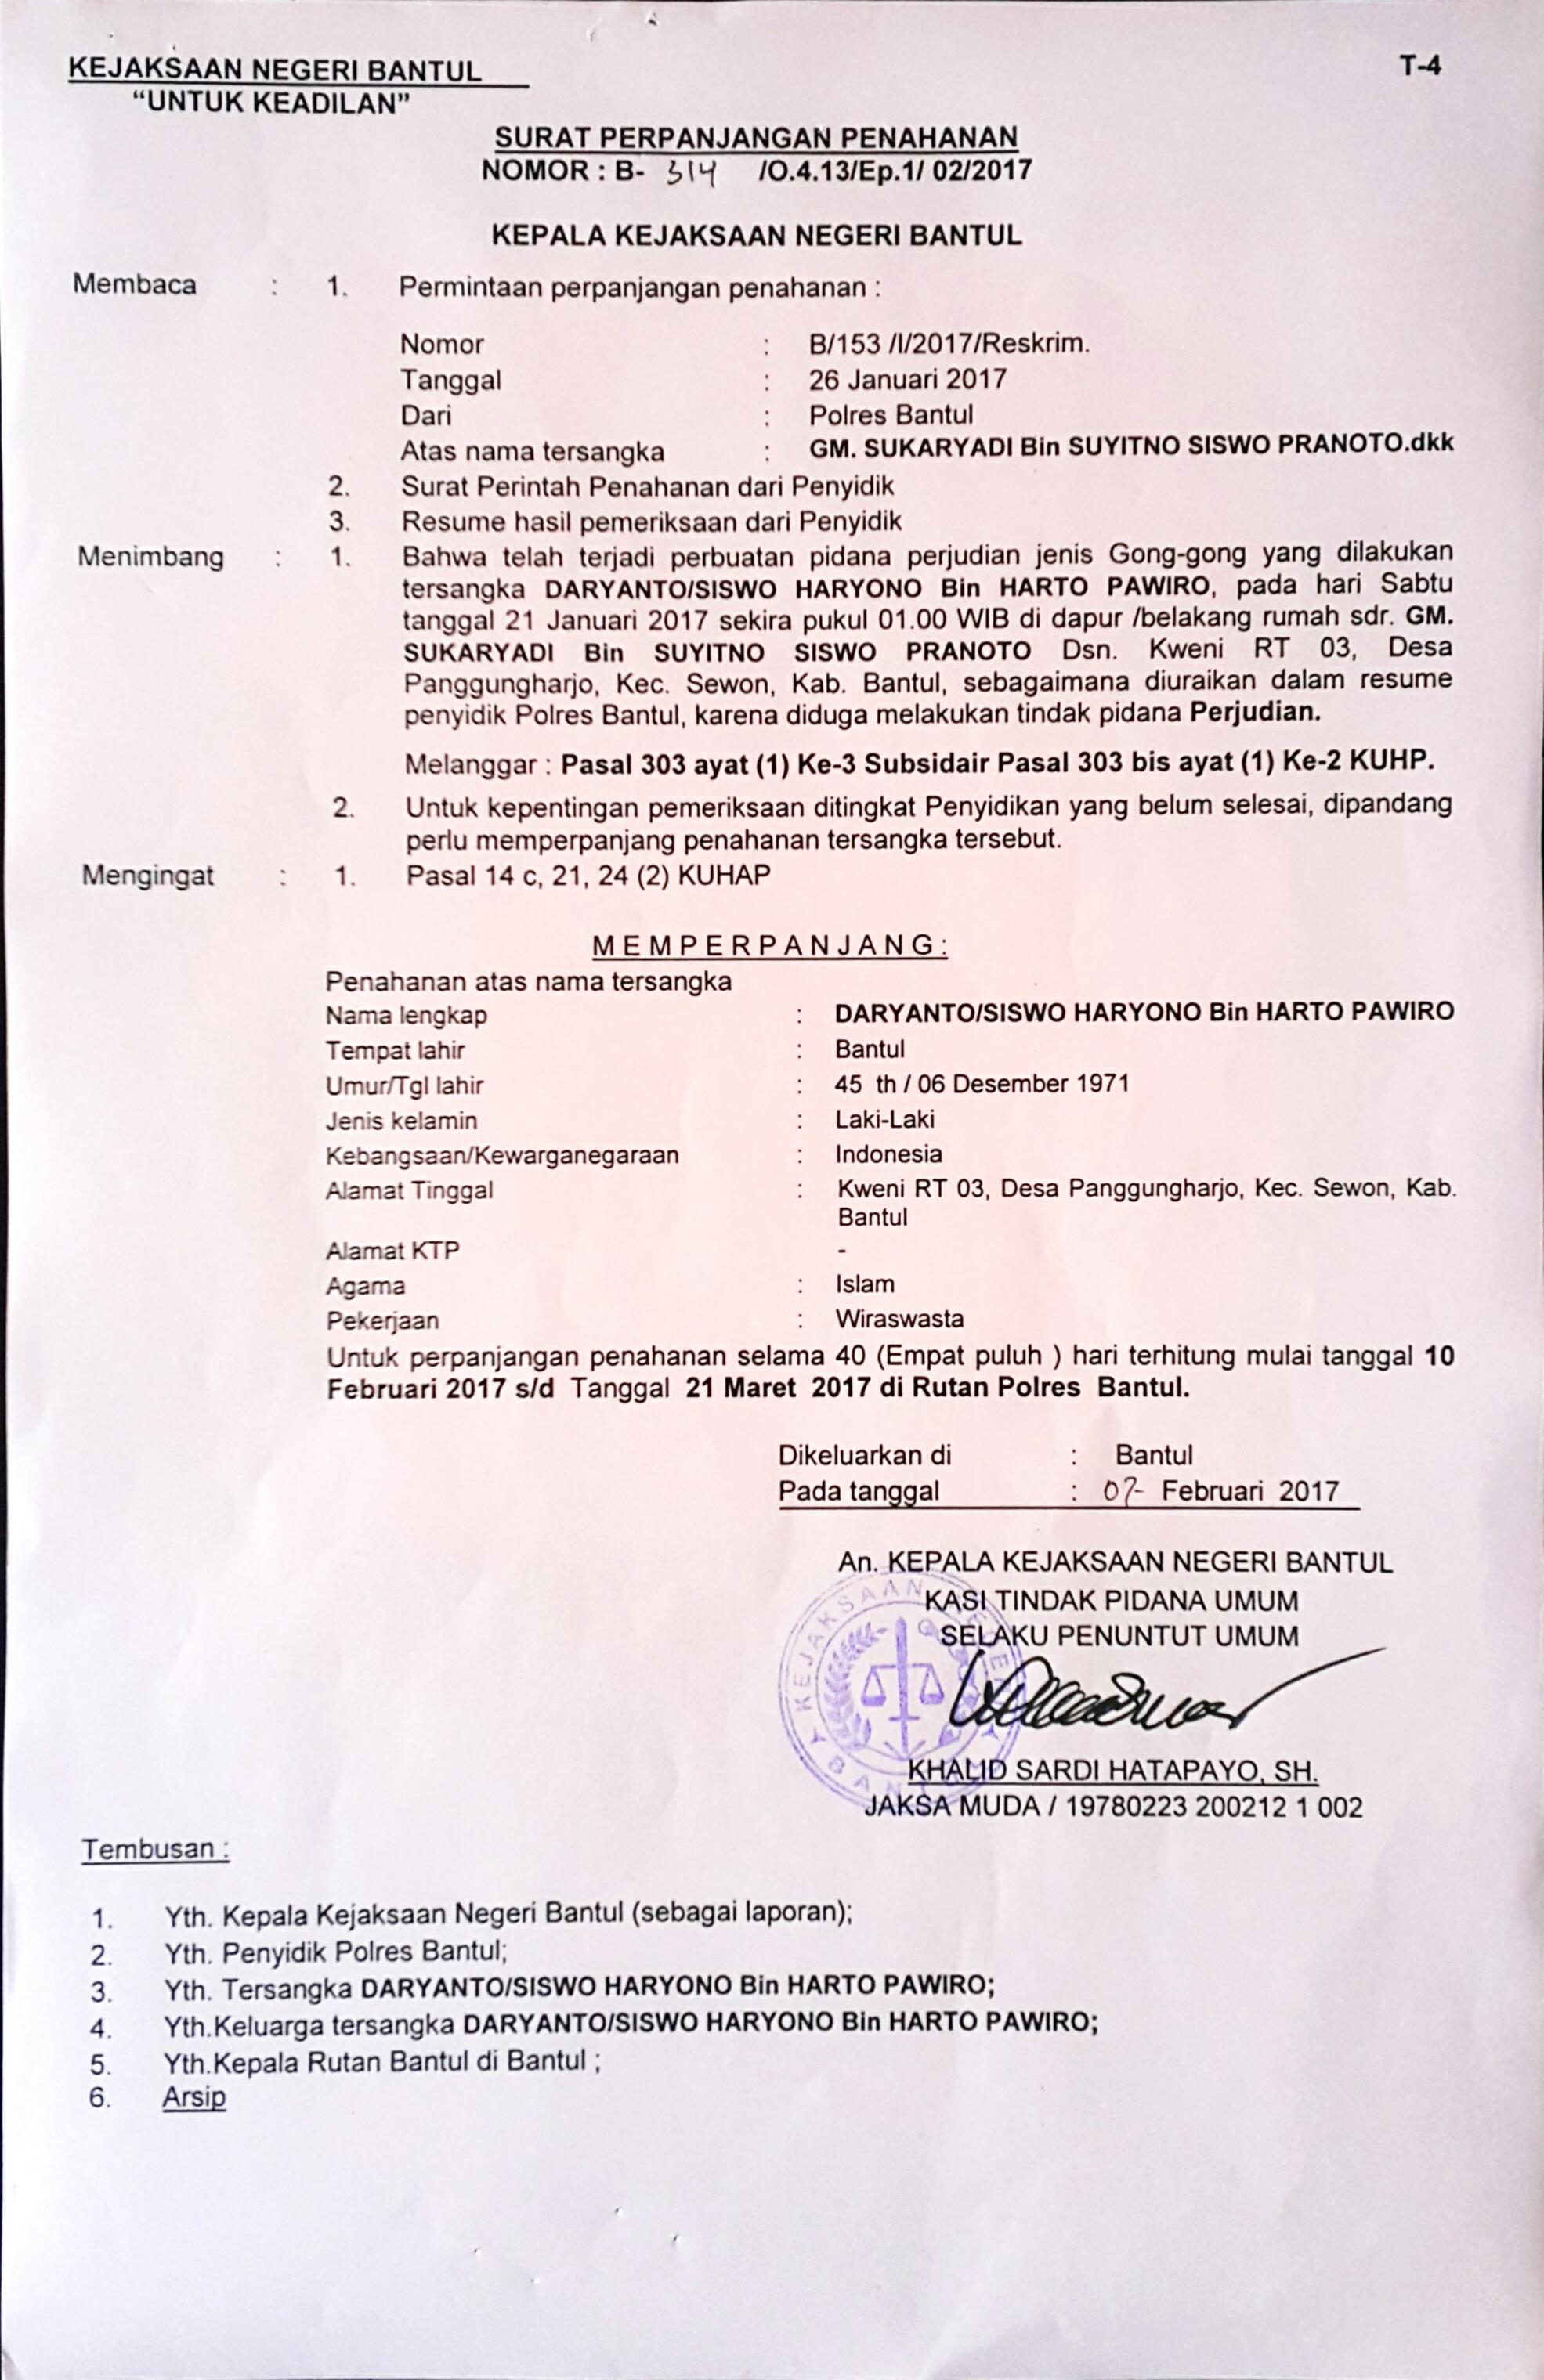 KEJAKSAAN NEGERI BANTUL
T-4
“UNTUK KEADILAN”
SURAT PERPANJANGAN PENAHANAN
NOMOR : B- 314 /O.4.13/Ep.1/ 02/2017
KEPALA KEJAKSAAN NEGERI BANTUL
Membaca : 1. Permintaan perpanjangan penahanan :
Nomor : B/153 /I/2017/Reskrim.
Tanggal : 26 Januari 2017
Dari : Polres Bantul
Atas nama tersangka : GM. SUKARYADI Bin SUYITNO SISWO PRANOTO.dkk
2. Surat Perintah Penahanan dari Penyidik
3. Resume hasil pemeriksaan dari Penyidik
Menimbang : 1. Bahwa telah terjadi perbuatan pidana perjudian jenis Gong-gong yang dilakukan
tersangka DARYANTO/SISWO HARYONO Bin HARTO PAWIRO, pada hari Sabtu
tanggal 21 Januari 2017 sekira pukul 01.00 WIB di dapur /belakang rumah sdr. GM.
SUKARYADI Bin SUYITNO SISWO PRANOTO Dsn. Kweni RT 03, Desa
Panggungharjo, Kec. Sewon, Kab. Bantul, sebagaimana diuraikan dalam resume
penyidik Polres Bantul, karena diduga melakukan tindak pidana Perjudian.
Melanggar : Pasal 303 ayat (1) Ke-3 Subsidair Pasal 303 bis ayat (1) Ke-2 KUHP.
2. Untuk kepentingan pemeriksaan ditingkat Penyidikan yang belum selesai, dipandang
perlu memperpanjang penahanan tersangka tersebut.
Mengingat : 1. Pasal 14 c, 21, 24 (2) KUHAP
M E M P E R P A N J A N G :
Penahanan atas nama tersangka
Nama lengkap : DARYANTO/SISWO HARYONO Bin HARTO PAWIRO
Tempat lahir : Bantul
Umur/Tgl lahir : 45 th / 06 Desember 1971
Jenis kelamin : Laki-Laki
Kebangsaan/Kewarganegaraan : Indonesia
Alamat Tinggal : Kweni RT 03, Desa Panggungharjo, Kec. Sewon, Kab.
Bantul
Alamat KTP -
Agama : Islam
Pekerjaan : Wiraswasta
Untuk perpanjangan penahanan selama 40 (Empat puluh ) hari terhitung mulai tanggal 10
Februari 2017 s/d Tanggal 21 Maret 2017 di Rutan Polres Bantul.
Dikeluarkan di : Bantul
Pada tanggal : 07- Februari 2017
An. KEPALA KEJAKSAAN NEGERI BANTUL
KASI TINDAK PIDANA UMUM
SELAKU PENUNTUT UMUM
KEJAKSAAN NEGERI
BANTUL
KHALID SARDI HATAPAYO, SH.
JAKSA MUDA / 19780223 200212 1 002
Tembusan :
1. Yth. Kepala Kejaksaan Negeri Bantul (sebagai laporan);
2. Yth. Penyidik Polres Bantul;
3. Yth. Tersangka DARYANTO/SISWO HARYONO Bin HARTO PAWIRO;
4. Yth.Keluarga tersangka DARYANTO/SISWO HARYONO Bin HARTO PAWIRO;
5. Yth.Kepala Rutan Bantul di Bantul ;
6. Arsip